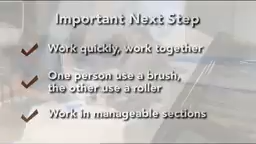 Important Next Step
Work quickly, work together
One person use a brush,
the other use a roller
Work in manageable sections